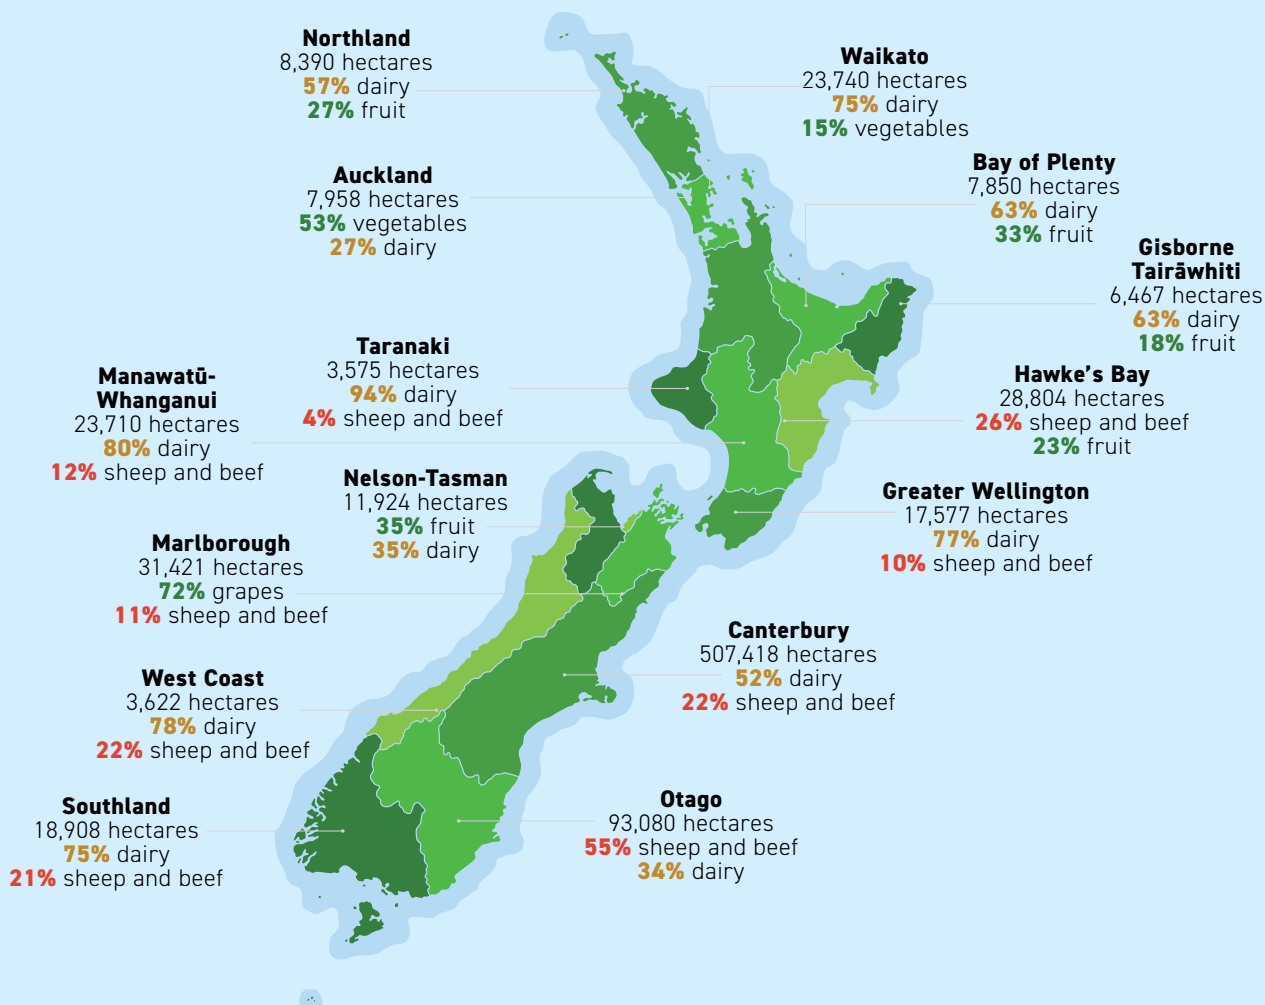 Northland
8,390 hectares
57% dairy
27% fruit
Waikato
23,740 hectares
75% dairy
15% vegetables
Auckland
7,958 hectares
53% vegetables
27% dairy
Bay of Plenty
7,850 hectares
63% dairy
33% fruit
Gisborne
Tairāwhiti
6,467 hectares
63% dairy
18% fruit
Taranaki
3,575 hectares
94% dairy
4% sheep and beef
Manawatū-
Whanganui
23,710 hectares
80% dairy
12% sheep and beef
Hawke's Bay
28,804 hectares
26% sheep and beef
23% fruit
Nelson-Tasman
11,924 hectares
35% fruit
35% dairy
Greater Wellington
17,577 hectares
77% dairy
10% sheep and beef
Marlborough
31,421 hectares
72% grapes
11% sheep and beef
Canterbury
507,418 hectares
52% dairy
22% sheep and beef
West Coast
3,622 hectares
78% dairy
22% sheep and beef
Otago
93,080 hectares
55% sheep and beef
34% dairy
Southland
18,908 hectares
75% dairy
21% sheep and beef